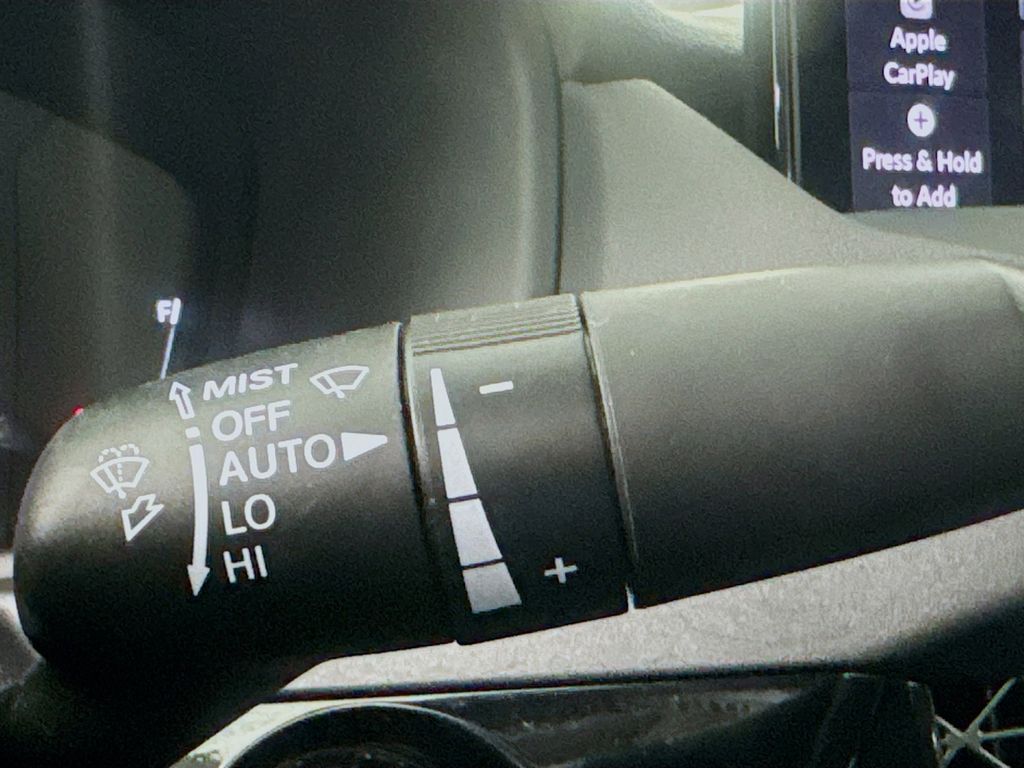 Apple
CarPlay
Press & Hold
to Add
F
MIST
OFF
AUTO
LO
HI
−
+